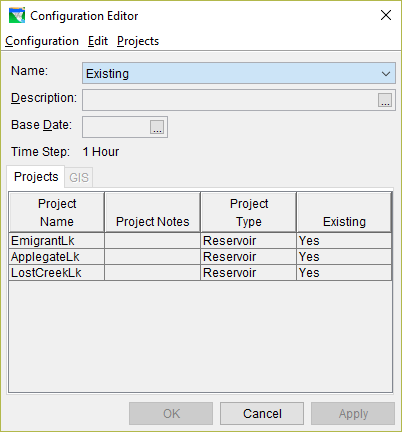 Configuration Editor
Configuration Edit Projects
Name: Existing
Description: ...
Base Date: ...
Time Step: 1 Hour
Projects GIS
Project Name Project Notes Project Type Existing
EmigrantLk Reservoir Yes
ApplegateLk Reservoir Yes
LostCreekLk Reservoir Yes
OK Cancel Apply